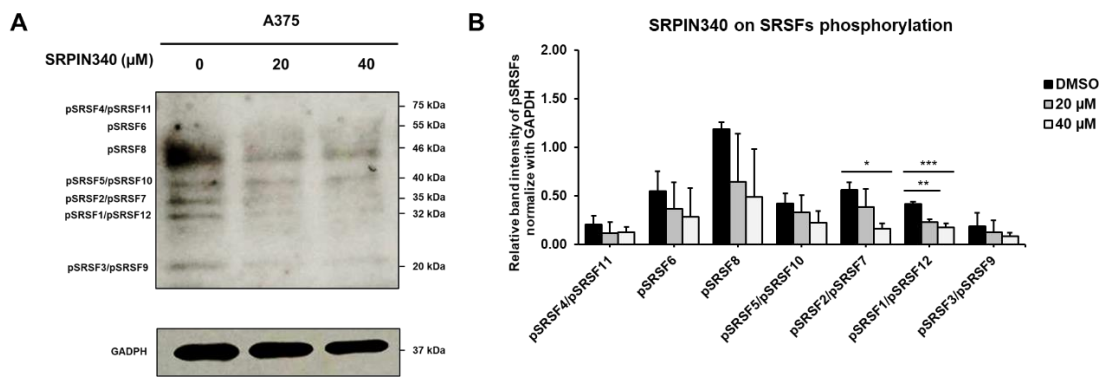 A
A375
SRPIN340 (µM)
0 20 40
pSRSF4/pSRSF11
pSRSF6
pSRSF8
pSRSF5/pSRSF10
pSRSF2/pSRSF7
pSRSF1/pSRSF12
pSRSF3/pSRSF9
75 kDa
55 kDa
46 kDa
40 kDa
35 kDa
32 kDa
20 kDa
GADPH
37 kDa
B
SRPIN340 on SRSFs phosphorylation
Relative band intensity of pSRSFs
normalize with GAPDH
2.00
1.50
1.00
0.50
0.00
*
***
**
DMSO
20 µM
40 µM
pSRSF4/pSRSF11
pSRSF6
pSRSF8
pSRSF5/pSRSF10
pSRSF2/pSRSF7
pSRSF1/pSRSF12
pSRSF3/pSRSF9